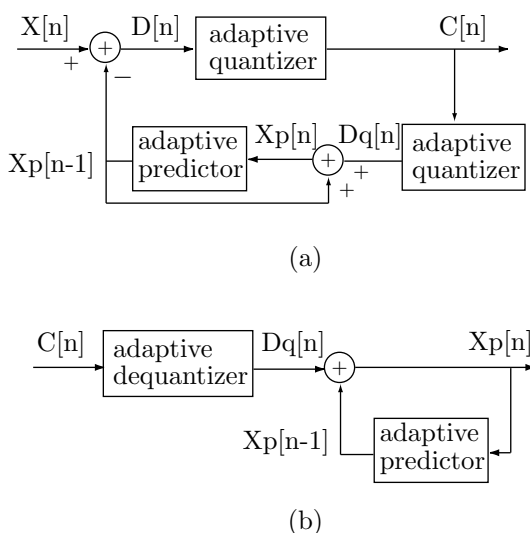 X[n]
D[n]
adaptive
quantizer
C[n]
+
+
−
Xp[n-1]
adaptive
predictor
Xp[n]
+
Dq[n]
+
+
adaptive
quantizer
(a)
C[n]
adaptive
dequantizer
Dq[n]
+
Xp[n]
Xp[n-1]
adaptive
predictor
(b)